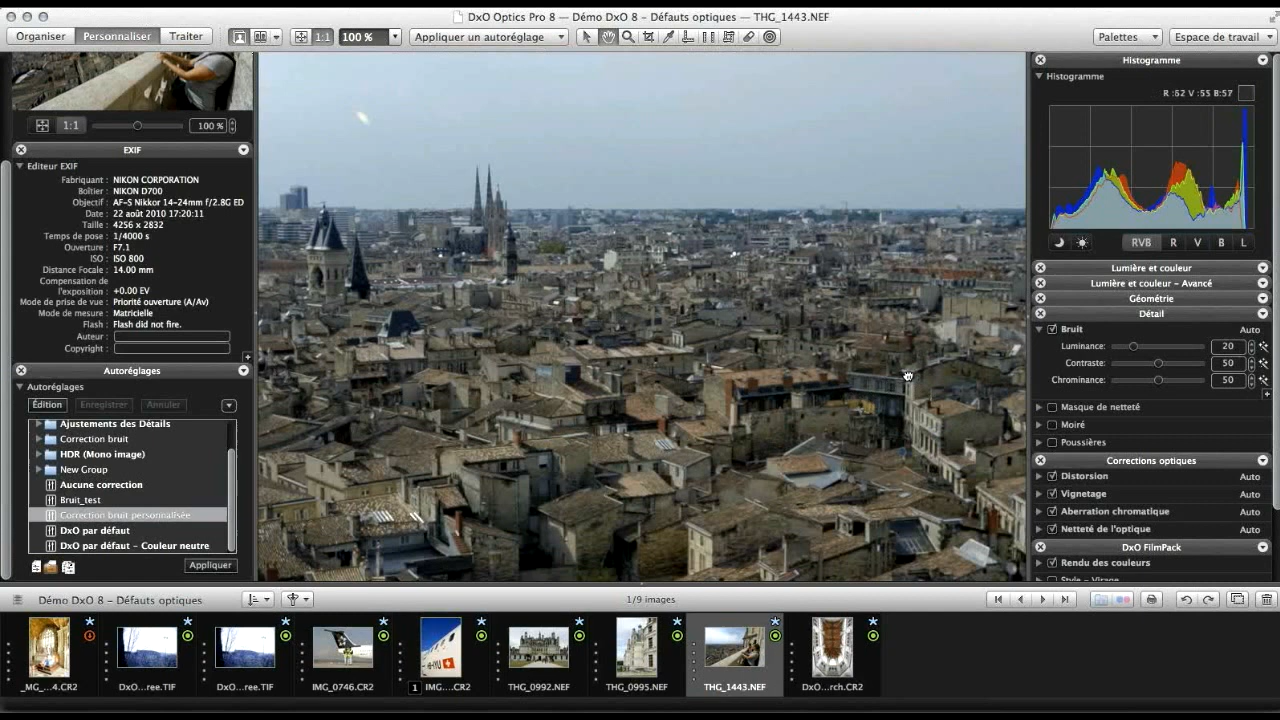 DxO Optics Pro 8 — Démo DxO 8 - Défauts optiques — THG_1443.NEF
Organiser Personnaliser Traiter 1:1 100 % Appliquer un autoréglage Palettes Espace de travail
1:1 100 %
EXIF
Editeur EXIF
Fabriquant : NIKON CORPORATION
Boîtier : NIKON D700
Objectif : AF-S Nikkor 14-24mm f/2.8G ED
Date : 22 août 2010 17:20:11
Taille : 4256 x 2832
Temps de pose : 1/4000 s
Ouverture : F7.1
ISO : ISO 800
Distance Focale : 14.00 mm
Compensation de
l'exposition : +0.00 EV
Mode de prise de vue : Priorité ouverture (A/Av)
Mode de mesure : Matricielle
Flash : Flash did not fire.
Auteur :
Copyright :
Autoréglages
Autoréglages
Édition Enregistrer Annuler
Ajustements des Détails
Correction bruit
HDR (Mono image)
New Group
Aucune correction
Bruit_test
Correction bruit personnalisée
DxO par défaut
DxO par défaut - Couleur neutre
Appliquer
Histogramme
Histogramme
R :62 V :55 B:57
RVB R V B L
Lumière et couleur
Lumière et couleur - Avancé
Géométrie
Détail
Bruit Auto
Luminance: 20
Contraste: 50
Chrominance: 50
Masque de netteté
Moiré
Poussières
Corrections optiques
Distorsion Auto
Vignetage Auto
Aberration chromatique Auto
Netteté de l'optique Auto
DxO FilmPack
Rendu des couleurs
Style - Virage
Démo DxO 8 - Défauts optiques 1/9 images
_MG_...4.CR2 DxO...ree.TIF DxO...ree.TIF IMG_0746.CR2 1 IMG....CR2 THG_0992.NEF THG_0995.NEF THG_1443.NEF DxO...rch.CR2